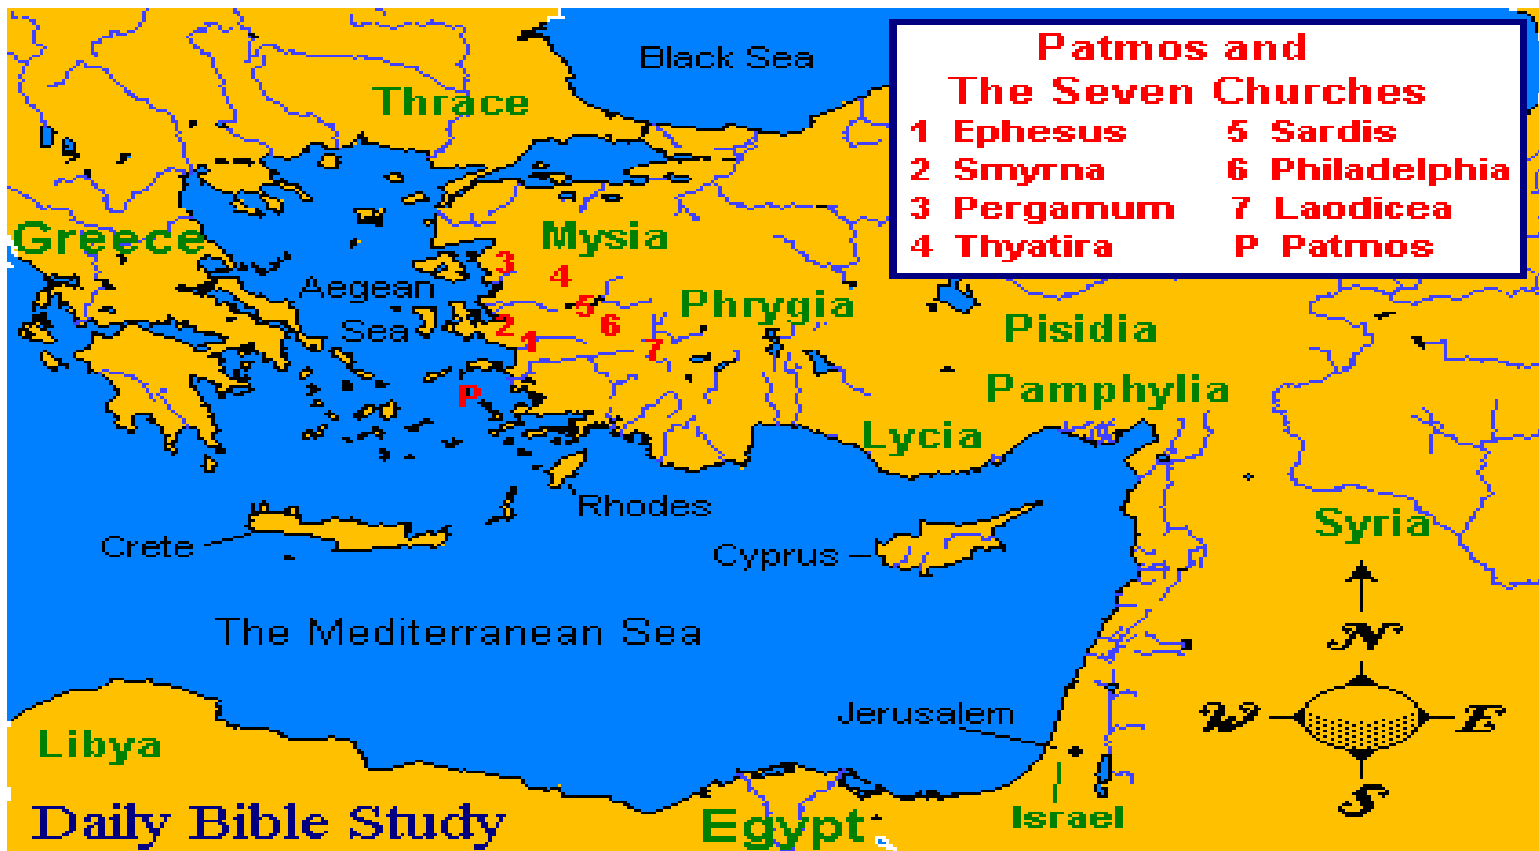 Black Sea
Thrace
Patmos and
The Seven Churches
1 Ephesus 5 Sardis
2 Smyrna 6 Philadelphia
3 Pergamum 7 Laodicea
4 Thyatira P Patmos
Greece
Mysia
Aegean
Sea
3
4
5
2
6
1
7
P
Phrygia
Pisidia
Pamphylia
Lycia
Rhodes
Crete
Cyprus
Syria
The Mediterranean Sea
N
W E
S
Jerusalem
Libya
Israel
Egypt
Daily Bible Study